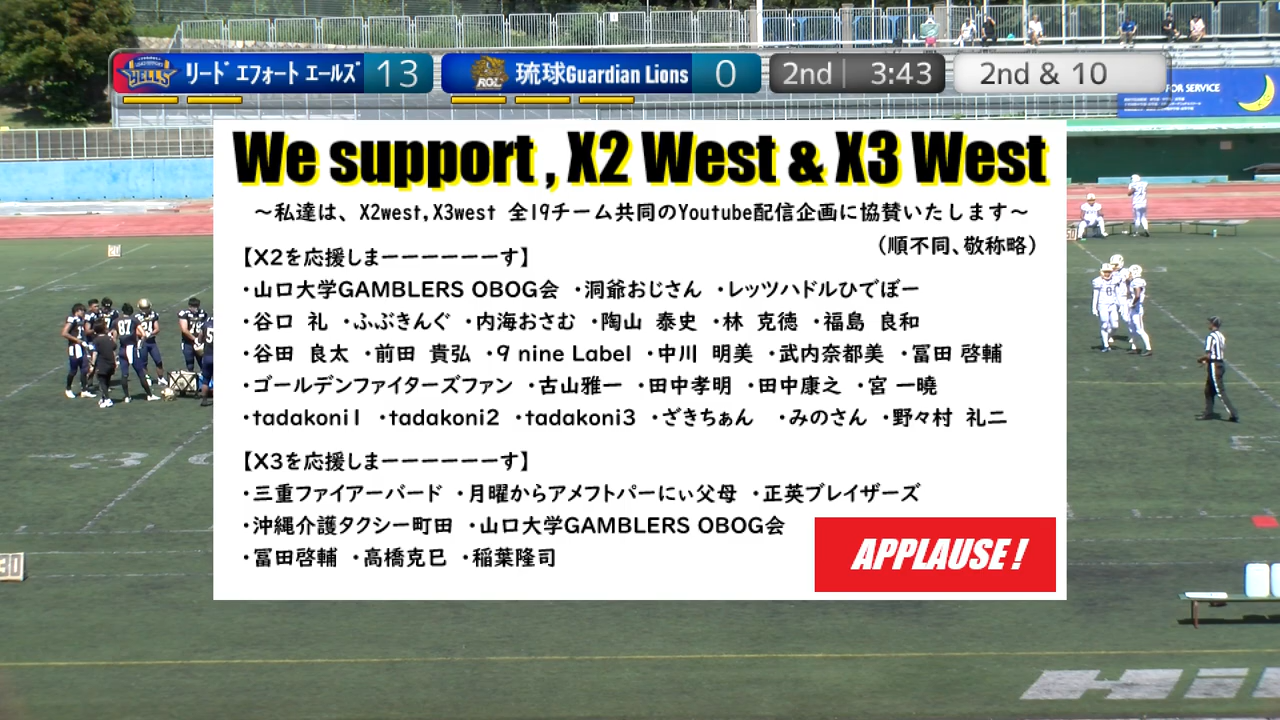 YELLS リード エフォート エールズ 13 RGL 琉球Guardian Lions 0 2nd 3:43 2nd & 10
FOR SERVICE
We support , X2 West & X3 West
～私達は、X2west,X3west 全19チーム共同のYoutube配信企画に協賛いたします～
（順不同、敬称略）
【X2を応援しまーーーーーーす】
・山口大学GAMBLERS OBOG会 ・洞爺おじさん ・レッツハドルひでぼー
・谷口 礼 ・ふぶきんぐ ・内海おさむ ・陶山 泰史 ・林 克徳 ・福島 良和
・谷田 良太 ・前田 貴弘 ・9 nine Label ・中川 明美 ・武内奈都美 ・冨田 啓輔
・ゴールデンファイターズファン ・古山雅一 ・田中孝明 ・田中康之 ・宮 一曉
・tadakoni1 ・tadakoni2 ・tadakoni3 ・ざきちぁん ・みのさん ・野々村 礼二
【X3を応援しまーーーーーーす】
・三重ファイアーバード ・月曜からアメフトパーにぃ父母 ・正英ブレイザーズ
・沖縄介護タクシー町田 ・山口大学GAMBLERS OBOG会
・冨田啓輔 ・高橋克巳 ・稲葉隆司
APPLAUSE !
87
8
30